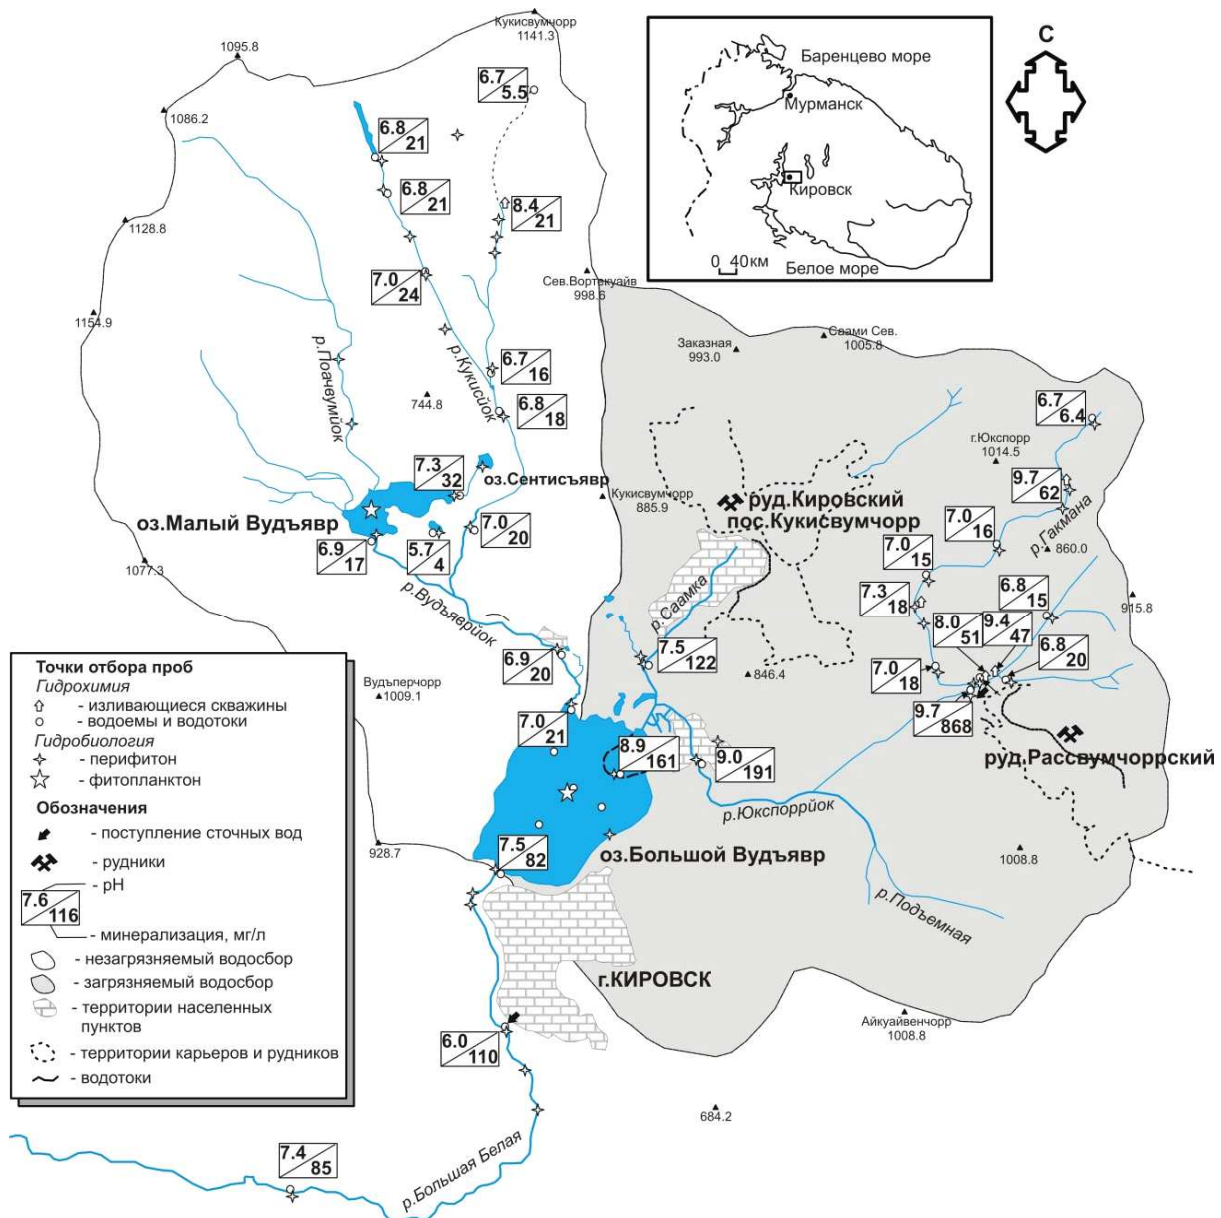 Кукисвумчорр
1141.3
1095.8
1086.2
1128.8
1154.9
1077.3
6.7
5.5
6.8
21
6.8
21
8.4
21
7.0
24
6.7
16
6.8
18
7.3
32
7.0
20
6.9
17
5.7
4
744.8
р.Поачвумйок
р.Кукисйок
оз.Сентисъявр
оз.Малый Вудъявр
р.Вудъяврйок
С
Баренцево море
Мурманск
Кировск
0 40км
Белое море
Сев.Вортекуайв
998.6
Заказная
993.0
Саами Сев.
1005.8
6.7
6.4
г.Юкспорр
1014.5
9.7
62
Кукисвумчорр
885.9
руд.Кировский
пос.Кукисвумчорр
7.0
16
р.Гакмана
860.0
7.0
15
7.3
18
6.8
15
915.8
8.0
51
9.4
47
р.Саамка
7.5
122
6.8
20
7.0
18
846.4
9.7
868
руд.Рассвумчоррский
6.9
20
Вудъперчорр
1009.1
7.0
21
8.9
161
9.0
191
р.Юкспоррйок
7.5
82
оз.Большой Вудъявр
928.7
1008.8
р.Подъемная
г.КИРОВСК
Айкуайвенчорр
1008.8
6.0
110
684.2
7.4
85
р.Большая Белая
Точки отбора проб
Гидрохимия
- изливающиеся скважины
- водоемы и водотоки
Гидробиология
- перифитон
- фитопланктон
Обозначения
- поступление сточных вод
- рудники
- pH
7.6
116
- минерализация, мг/л
- незагрязняемый водосбор
- загрязняемый водосбор
- территории населенных
пунктов
- территории карьеров и рудников
- водотоки